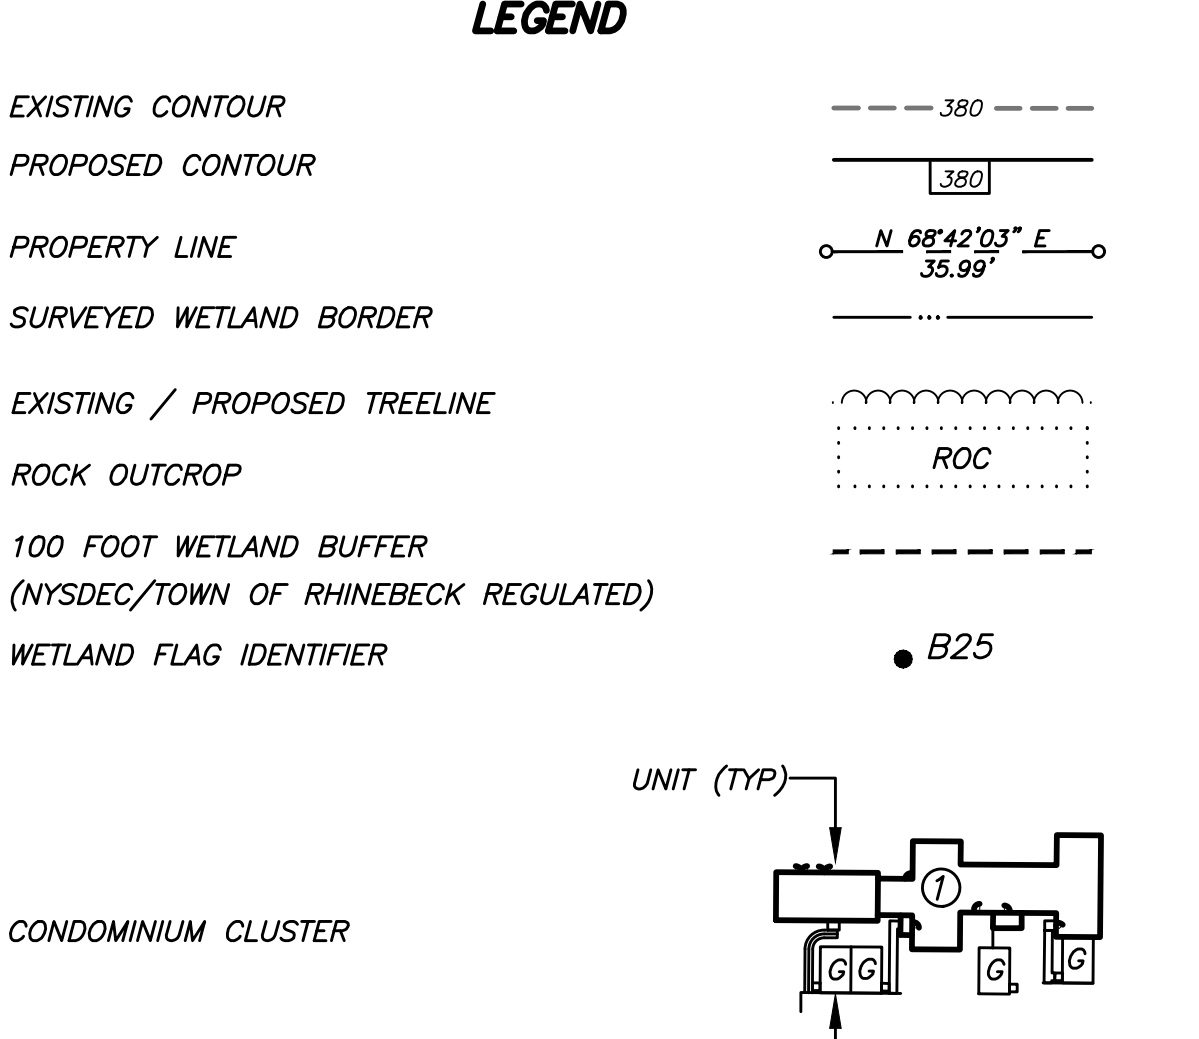 LEGEND
EXISTING CONTOUR 380
PROPOSED CONTOUR 380
PROPERTY LINE N 68°42'03" E
35.99'
SURVEYED WETLAND BORDER
EXISTING / PROPOSED TREELINE
ROCK OUTCROP ROC
100 FOOT WETLAND BUFFER
(NYSDEC/TOWN OF RHINEBECK REGULATED)
WETLAND FLAG IDENTIFIER B25
UNIT (TYP)
1
CONDOMINIUM CLUSTER
G G G G